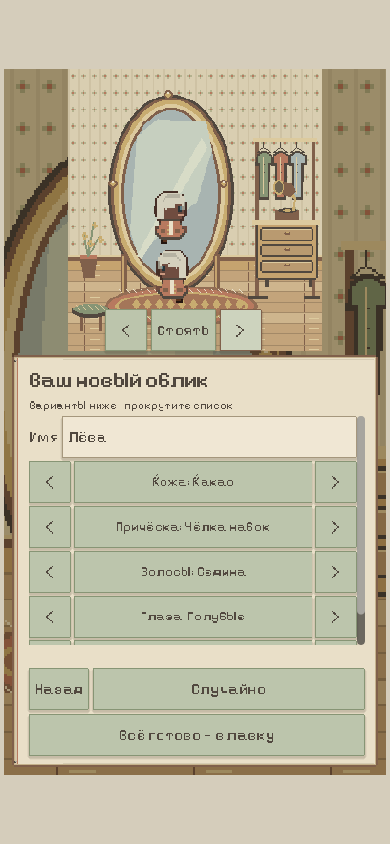 <
Стоять
>
Ваш новый облик
Варианты ниже прокрутите список
Имя
Лёва
<
Кожа: Какао
>
<
Причёска: Чёлка набок
>
<
Волосы: Седина
>
<
Глаза Голубые
>
Назад
Случайно
Всё готово - в лавку